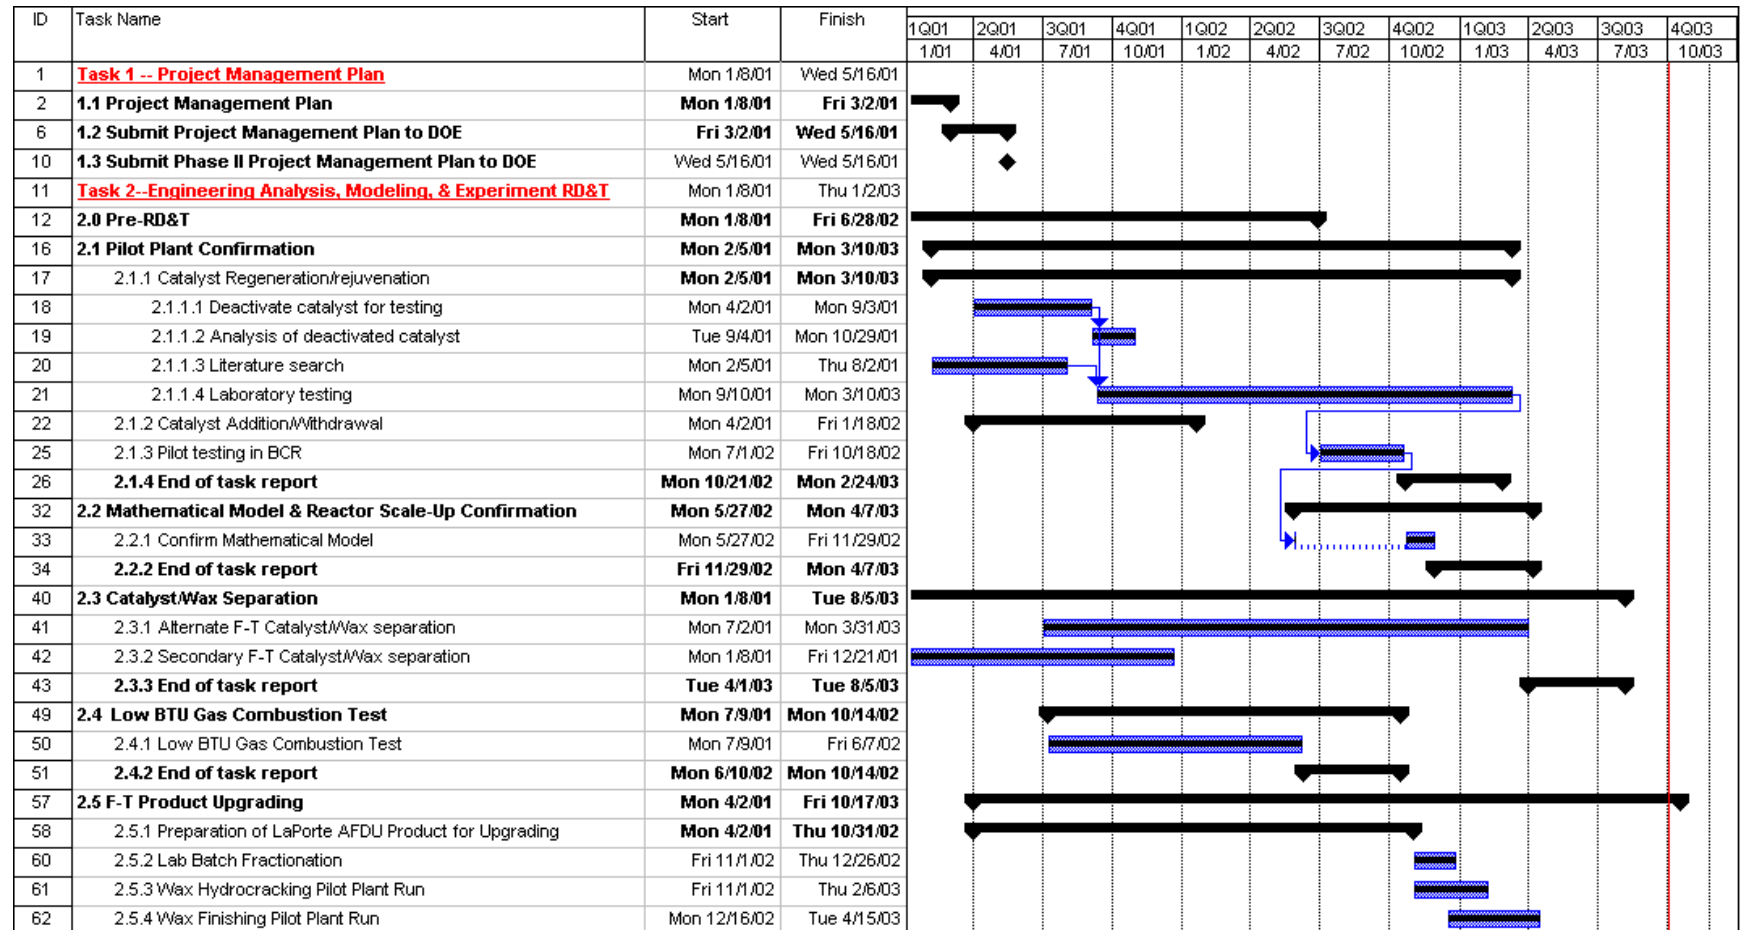 ID Task Name Start Finish
1Q01 2Q01 3Q01 4Q01 1Q02 2Q02 3Q02 4Q02 1Q03 2Q03 3Q03 4Q03
1/01 4/01 7/01 10/01 1/02 4/02 7/02 10/02 1/03 4/03 7/03 10/03
1 Task 1 -- Project Management Plan Mon 1/8/01 Wed 5/16/01
2 1.1 Project Management Plan Mon 1/8/01 Fri 3/2/01
6 1.2 Submit Project Management Plan to DOE Fri 3/2/01 Wed 5/16/01
10 1.3 Submit Phase II Project Management Plan to DOE Wed 5/16/01 Wed 5/16/01
11 Task 2--Engineering Analysis, Modeling, & Experiment RD&T Mon 1/8/01 Thu 1/2/03
12 2.0 Pre-RD&T Mon 1/8/01 Fri 6/28/02
16 2.1 Pilot Plant Confirmation Mon 2/5/01 Mon 3/10/03
17 2.1.1 Catalyst Regeneration/rejuvenation Mon 2/5/01 Mon 3/10/03
18 2.1.1.1 Deactivate catalyst for testing Mon 4/2/01 Mon 9/3/01
19 2.1.1.2 Analysis of deactivated catalyst Tue 9/4/01 Mon 10/29/01
20 2.1.1.3 Literature search Mon 2/5/01 Thu 8/2/01
21 2.1.1.4 Laboratory testing Mon 9/10/01 Mon 3/10/03
22 2.1.2 Catalyst Addition/Withdrawal Mon 4/2/01 Fri 1/18/02
25 2.1.3 Pilot testing in BCR Mon 7/1/02 Fri 10/18/02
26 2.1.4 End of task report Mon 10/21/02 Mon 2/24/03
32 2.2 Mathematical Model & Reactor Scale-Up Confirmation Mon 5/27/02 Mon 4/7/03
33 2.2.1 Confirm Mathematical Model Mon 5/27/02 Fri 11/29/02
34 2.2.2 End of task report Fri 11/29/02 Mon 4/7/03
40 2.3 Catalyst/Wax Separation Mon 1/8/01 Tue 8/5/03
41 2.3.1 Alternate F-T Catalyst/Wax separation Mon 7/2/01 Mon 3/31/03
42 2.3.2 Secondary F-T Catalyst/Wax separation Mon 1/8/01 Fri 12/21/01
43 2.3.3 End of task report Tue 4/1/03 Tue 8/5/03
49 2.4 Low BTU Gas Combustion Test Mon 7/9/01 Mon 10/14/02
50 2.4.1 Low BTU Gas Combustion Test Mon 7/9/01 Fri 6/7/02
51 2.4.2 End of task report Mon 6/10/02 Mon 10/14/02
57 2.5 F-T Product Upgrading Mon 4/2/01 Fri 10/17/03
58 2.5.1 Preparation of LaPorte AFDU Product for Upgrading Mon 4/2/01 Thu 10/31/02
60 2.5.2 Lab Batch Fractionation Fri 11/1/02 Thu 12/26/02
61 2.5.3 Wax Hydrocracking Pilot Plant Run Fri 11/1/02 Thu 2/6/03
62 2.5.4 Wax Finishing Pilot Plant Run Mon 12/16/02 Tue 4/15/03